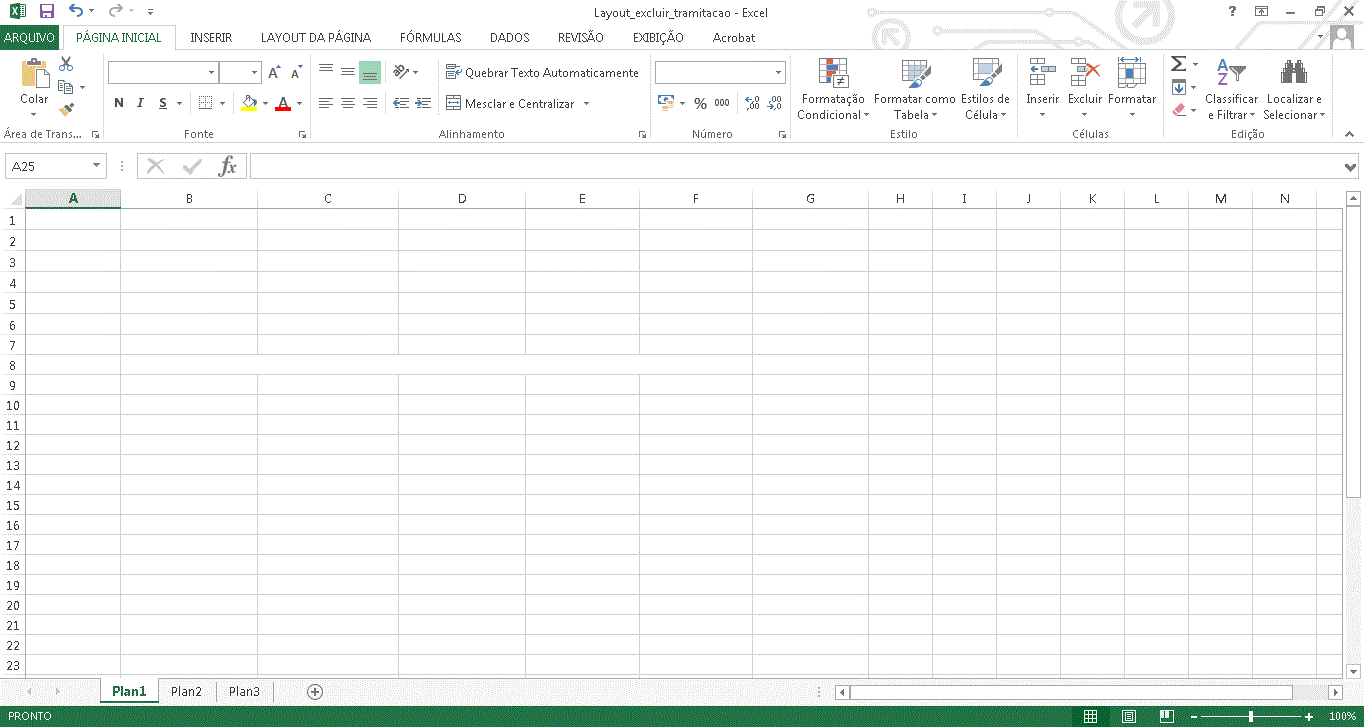 Layout_excluir_tramitacao - Excel
ARQUIVO PÁGINA INICIAL INSERIR LAYOUT DA PÁGINA FÓRMULAS DADOS REVISÃO EXIBIÇÃO Acrobat
Colar
Área de Transf...
N I S
Fonte
Quebrar Texto Automaticamente
Mesclar e Centralizar
Alinhamento
% 000
Número
Formatação Condicional
Formatar como Tabela
Estilos de Célula
Estilo
Inserir Excluir Formatar
Células
Classificar e Filtrar
Localizar e Selecionar
Edição
A25
fx
A B C D E F G H I J K L M N
1
2
3
4
5
6
7
8
9
10
11
12
13
14
15
16
17
18
19
20
21
22
23
Plan1 Plan2 Plan3
PRONTO
100%